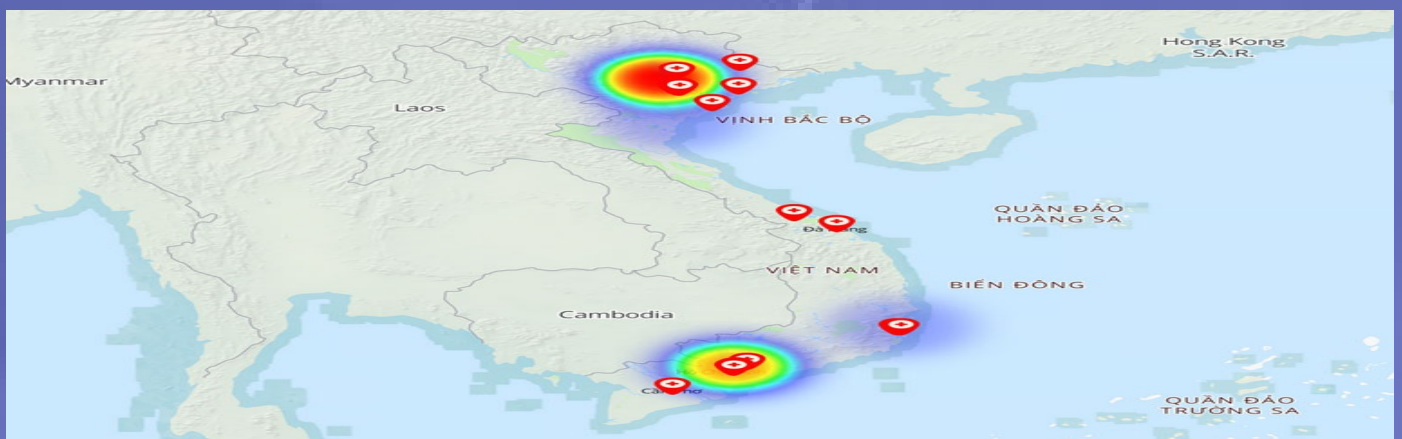 Hong Kong
S.A.R.
Myanmar
Laos
VỊNH BẮC BỘ
QUẦN ĐẢO
HOÀNG SA
VIỆT NAM
BIỂN ĐÔNG
Cambodia
QUẦN ĐẢO
TRƯỜNG SA